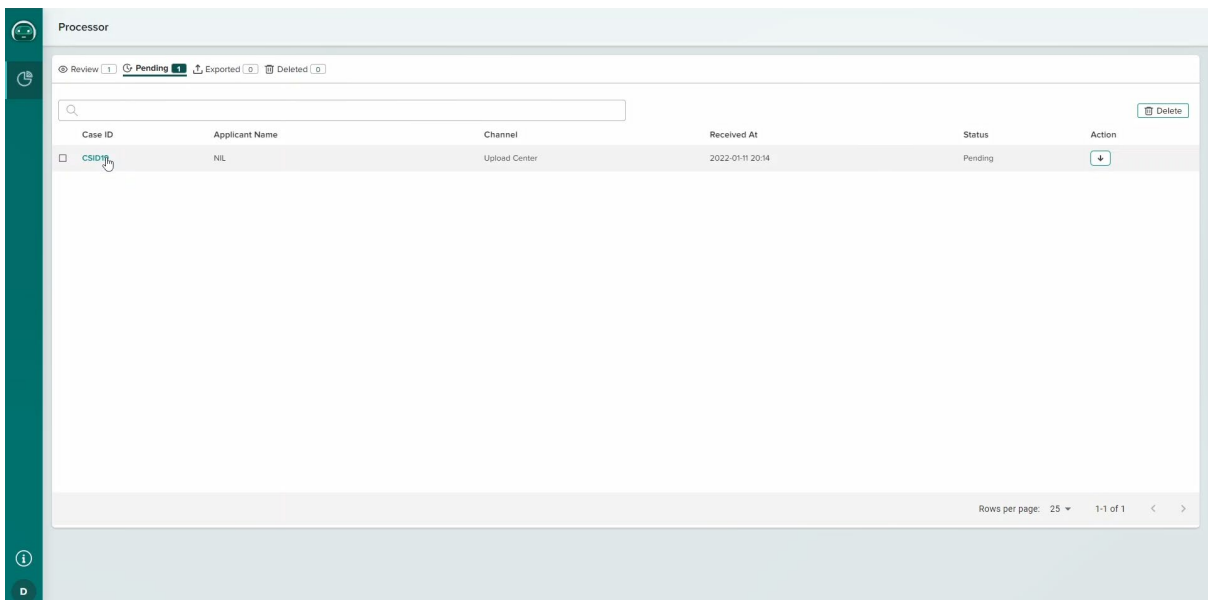 Processor
Review 1 Pending 1 Exported 0 Deleted 0
Delete
Case ID Applicant Name Channel Received At Status Action
NIL Upload Center 2022-01-11 20:14 Pending
Rows per page: 25 1-1 of 1
D